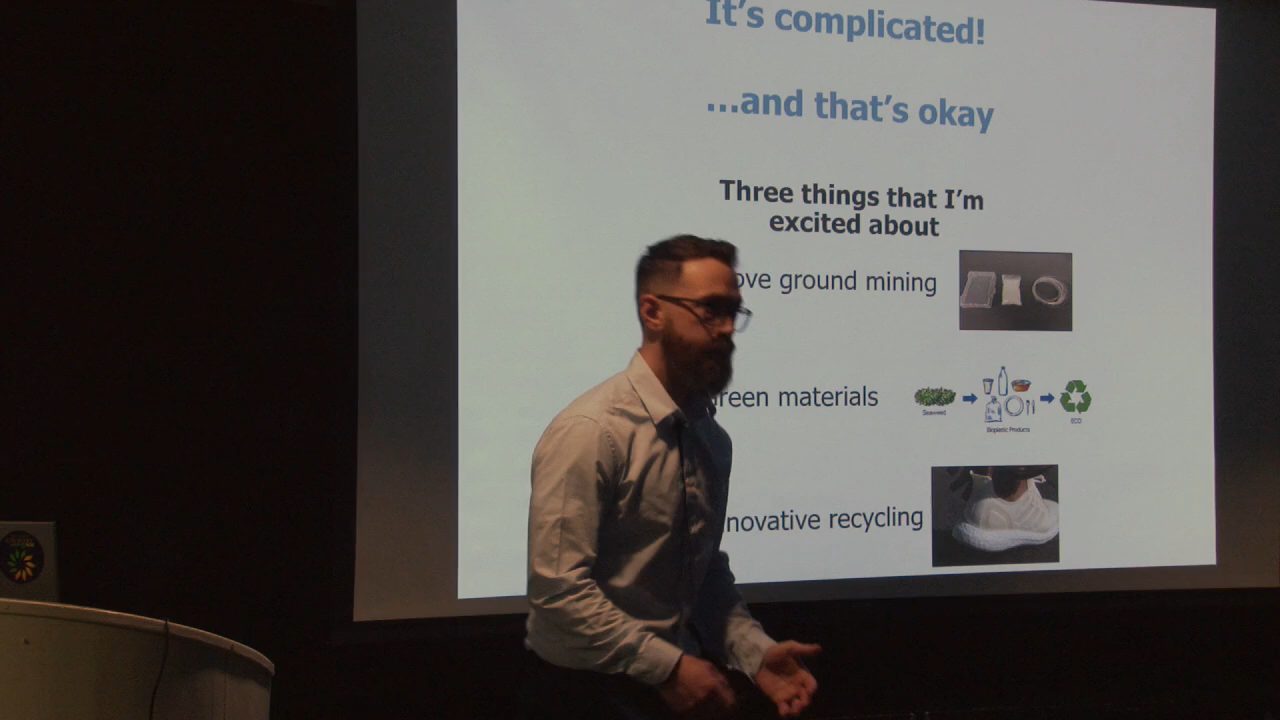 It's complicated!
...and that's okay
Three things that I'm
excited about
ove ground mining
reen materials
Seaweed
Bioplastic Products
ECO
novative recycling